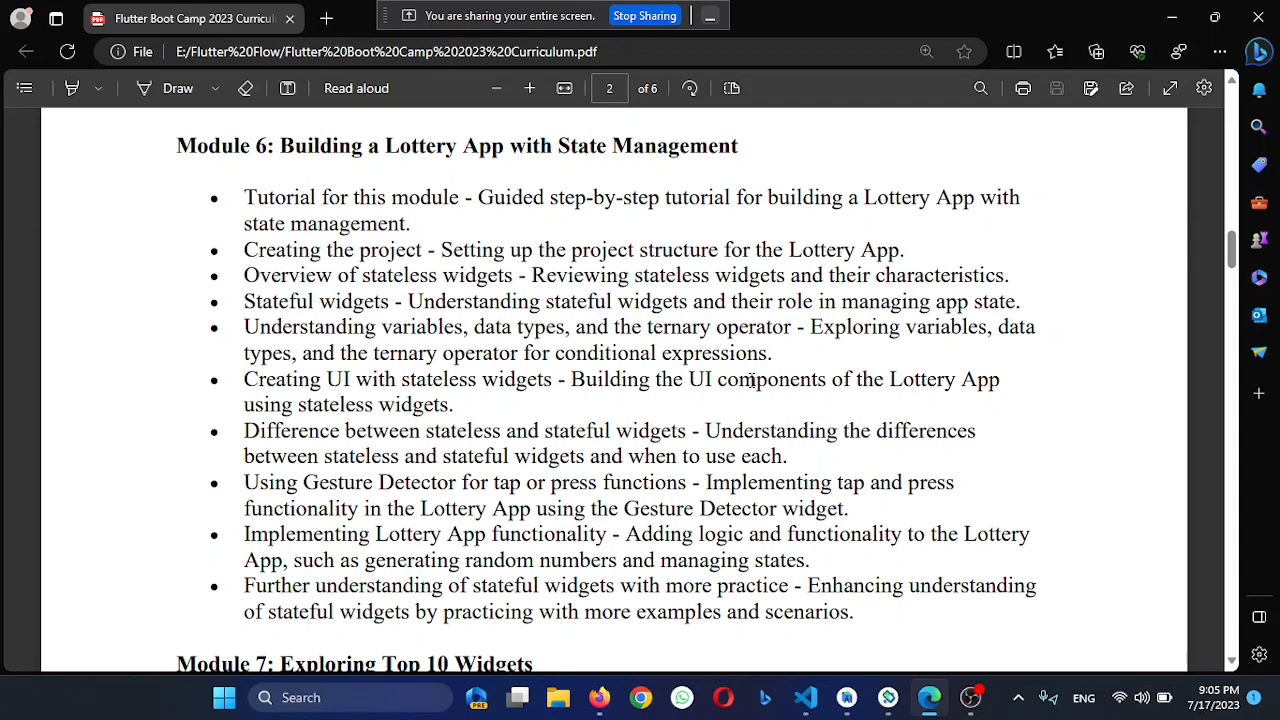 Flutter Boot Camp 2023 Curricul
You are sharing your entire screen.
Stop Sharing
File
E:/Flutter%20Flow/Flutter%20Boot%20Camp%202023%20Curriculum.pdf
Draw
Read aloud
2
of 6
Module 6: Building a Lottery App with State Management
• Tutorial for this module - Guided step-by-step tutorial for building a Lottery App with
state management.
• Creating the project - Setting up the project structure for the Lottery App.
• Overview of stateless widgets - Reviewing stateless widgets and their characteristics.
• Stateful widgets - Understanding stateful widgets and their role in managing app state.
• Understanding variables, data types, and the ternary operator - Exploring variables, data
types, and the ternary operator for conditional expressions.
• Creating UI with stateless widgets - Building the UI components of the Lottery App
using stateless widgets.
• Difference between stateless and stateful widgets - Understanding the differences
between stateless and stateful widgets and when to use each.
• Using Gesture Detector for tap or press functions - Implementing tap and press
functionality in the Lottery App using the Gesture Detector widget.
• Implementing Lottery App functionality - Adding logic and functionality to the Lottery
App, such as generating random numbers and managing states.
• Further understanding of stateful widgets with more practice - Enhancing understanding
of stateful widgets by practicing with more examples and scenarios.
Module 7: Exploring Top 10 Widgets
Search
PRE
ENG
9:05 PM
7/17/2023
1